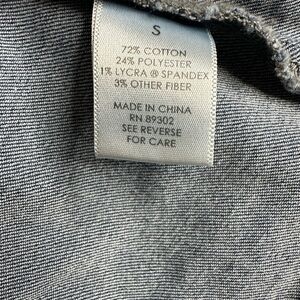 S
72% COTTON
24% POLYESTER
1% LYCRA ® SPANDEX
3% OTHER FIBER
MADE IN CHINA
RN 89302
SEE REVERSE
FOR CARE